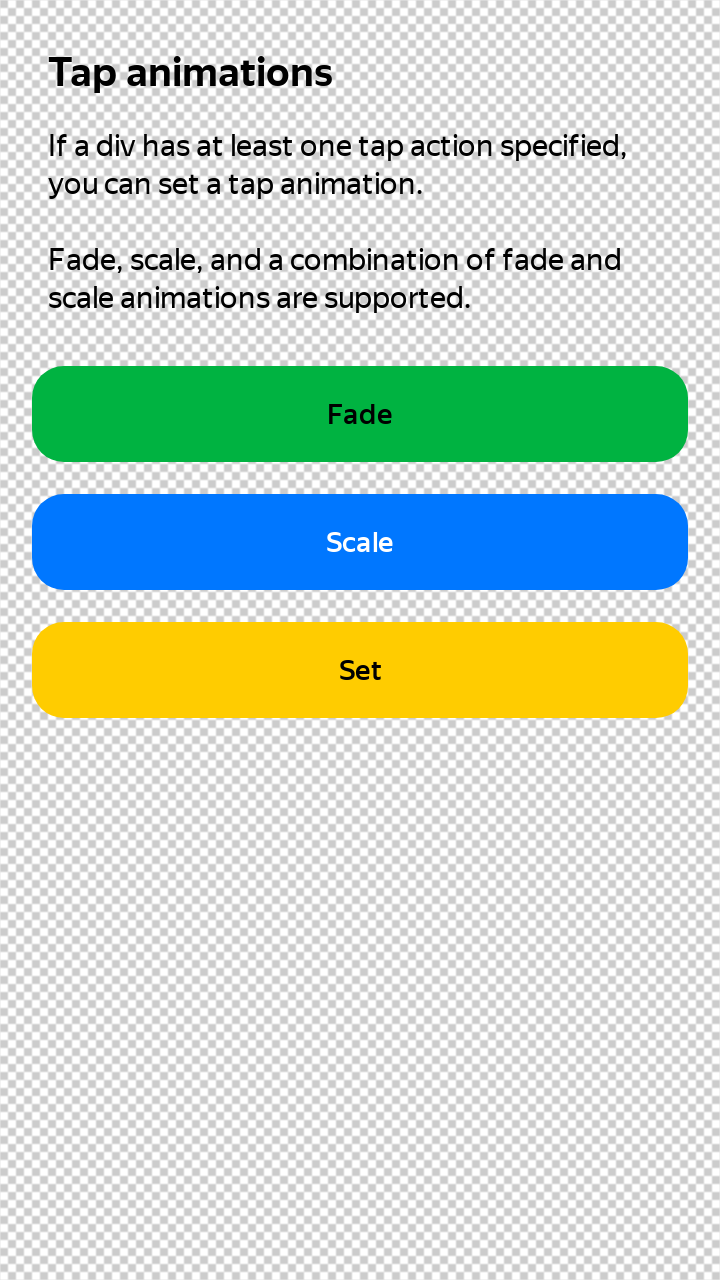 Tap animations
If a div has at least one tap action specified,
you can set a tap animation.
Fade, scale, and a combination of fade and
scale animations are supported.
Fade
Scale
Set